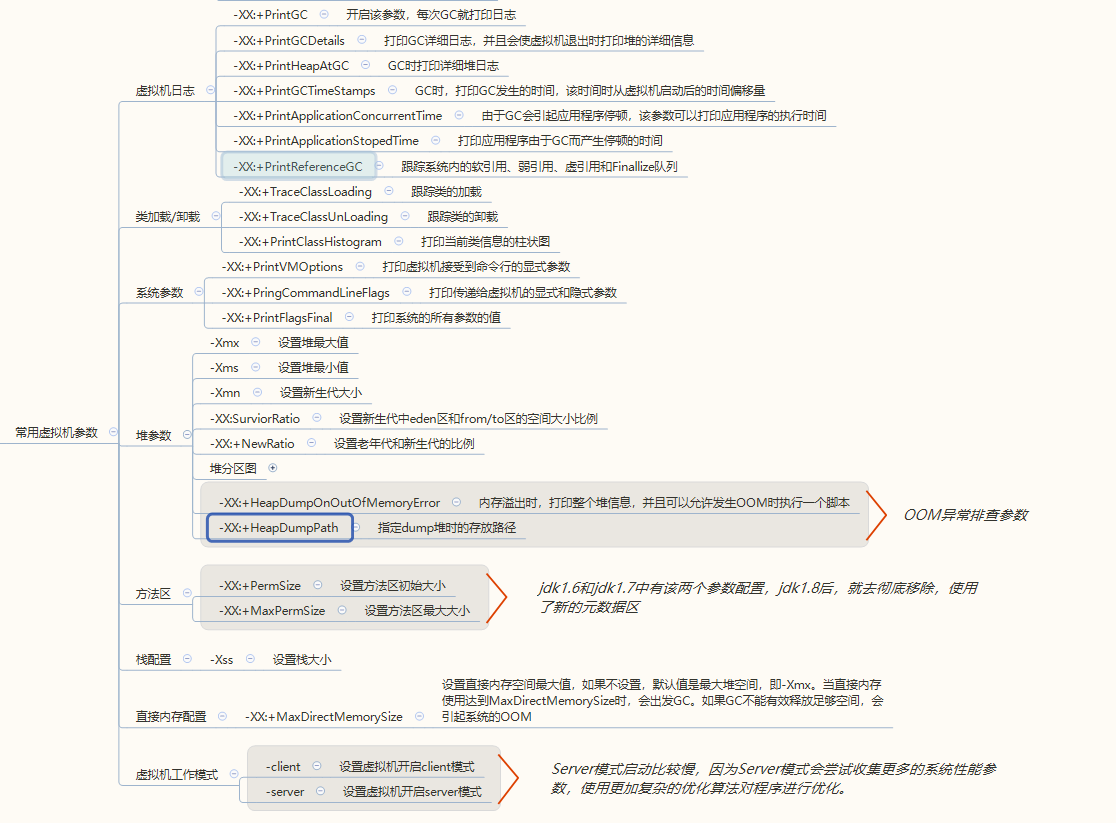 -XX:+PrintGC 开启该参数，每次GC就打印日志
-XX:+PrintGCDetails 打印GC详细日志，并且会使虚拟机退出时打印堆的详细信息
-XX:+PrintHeapAtGC GC时打印详细堆日志
虚拟机日志
-XX:+PrintGCTimeStamps GC时，打印GC发生的时间，该时间时从虚拟机启动后的时间偏移量
-XX:+PrintApplicationConcurrentTime 由于GC会引起应用程序停顿，该参数可以打印应用程序的执行时间
-XX:+PrintApplicationStopedTime 打印应用程序由于GC而产生停顿的时间
-XX:+PrintReferenceGC 跟踪系统内的软引用、弱引用、虚引用和Finallize队列
-XX:+TraceClassLoading 跟踪类的加载
类加载/卸载
-XX:+TraceClassUnLoading 跟踪类的卸载
-XX:+PrintClassHistogram 打印当前类信息的柱状图
-XX:+PrintVMOptions 打印虚拟机接受到命令行的显式参数
系统参数
-XX:+PringCommandLineFlags 打印传递给虚拟机的显式和隐式参数
-XX:+PrintFlagsFinal 打印系统的所有参数的值
-Xmx 设置堆最大值
-Xms 设置堆最小值
-Xmn 设置新生代大小
-XX:SurviorRatio 设置新生代中eden区和from/to区的空间大小比例
常用虚拟机参数
堆参数
-XX:+NewRatio 设置老年代和新生代的比例
堆分区图
-XX:+HeapDumpOnOutOfMemoryError 内存溢出时，打印整个堆信息，并且可以允许发生OOM时执行一个脚本
OOM异常排查参数
-XX:+HeapDumpPath 指定dump堆时的存放路径
方法区
-XX:+PermSize 设置方法区初始大小
-XX:+MaxPermSize 设置方法区最大大小
jdk1.6和jdk1.7中有该两个参数配置，jdk1.8后，就去彻底移除，使用
了新的元数据区
栈配置 -Xss 设置栈大小
直接内存配置 -XX:+MaxDirectMemorySize
设置直接内存空间最大值，如果不设置，默认值是最大堆空间，即-Xmx。当直接内存
使用达到MaxDirectMemorySize时，会出发GC。如果GC不能有效释放足够空间，会
引起系统的OOM
虚拟机工作模式
-client 设置虚拟机开启client模式
-server 设置虚拟机开启server模式
Server模式启动比较慢，因为Server模式会尝试收集更多的系统性能参
数，使用更加复杂的优化算法对程序进行优化。